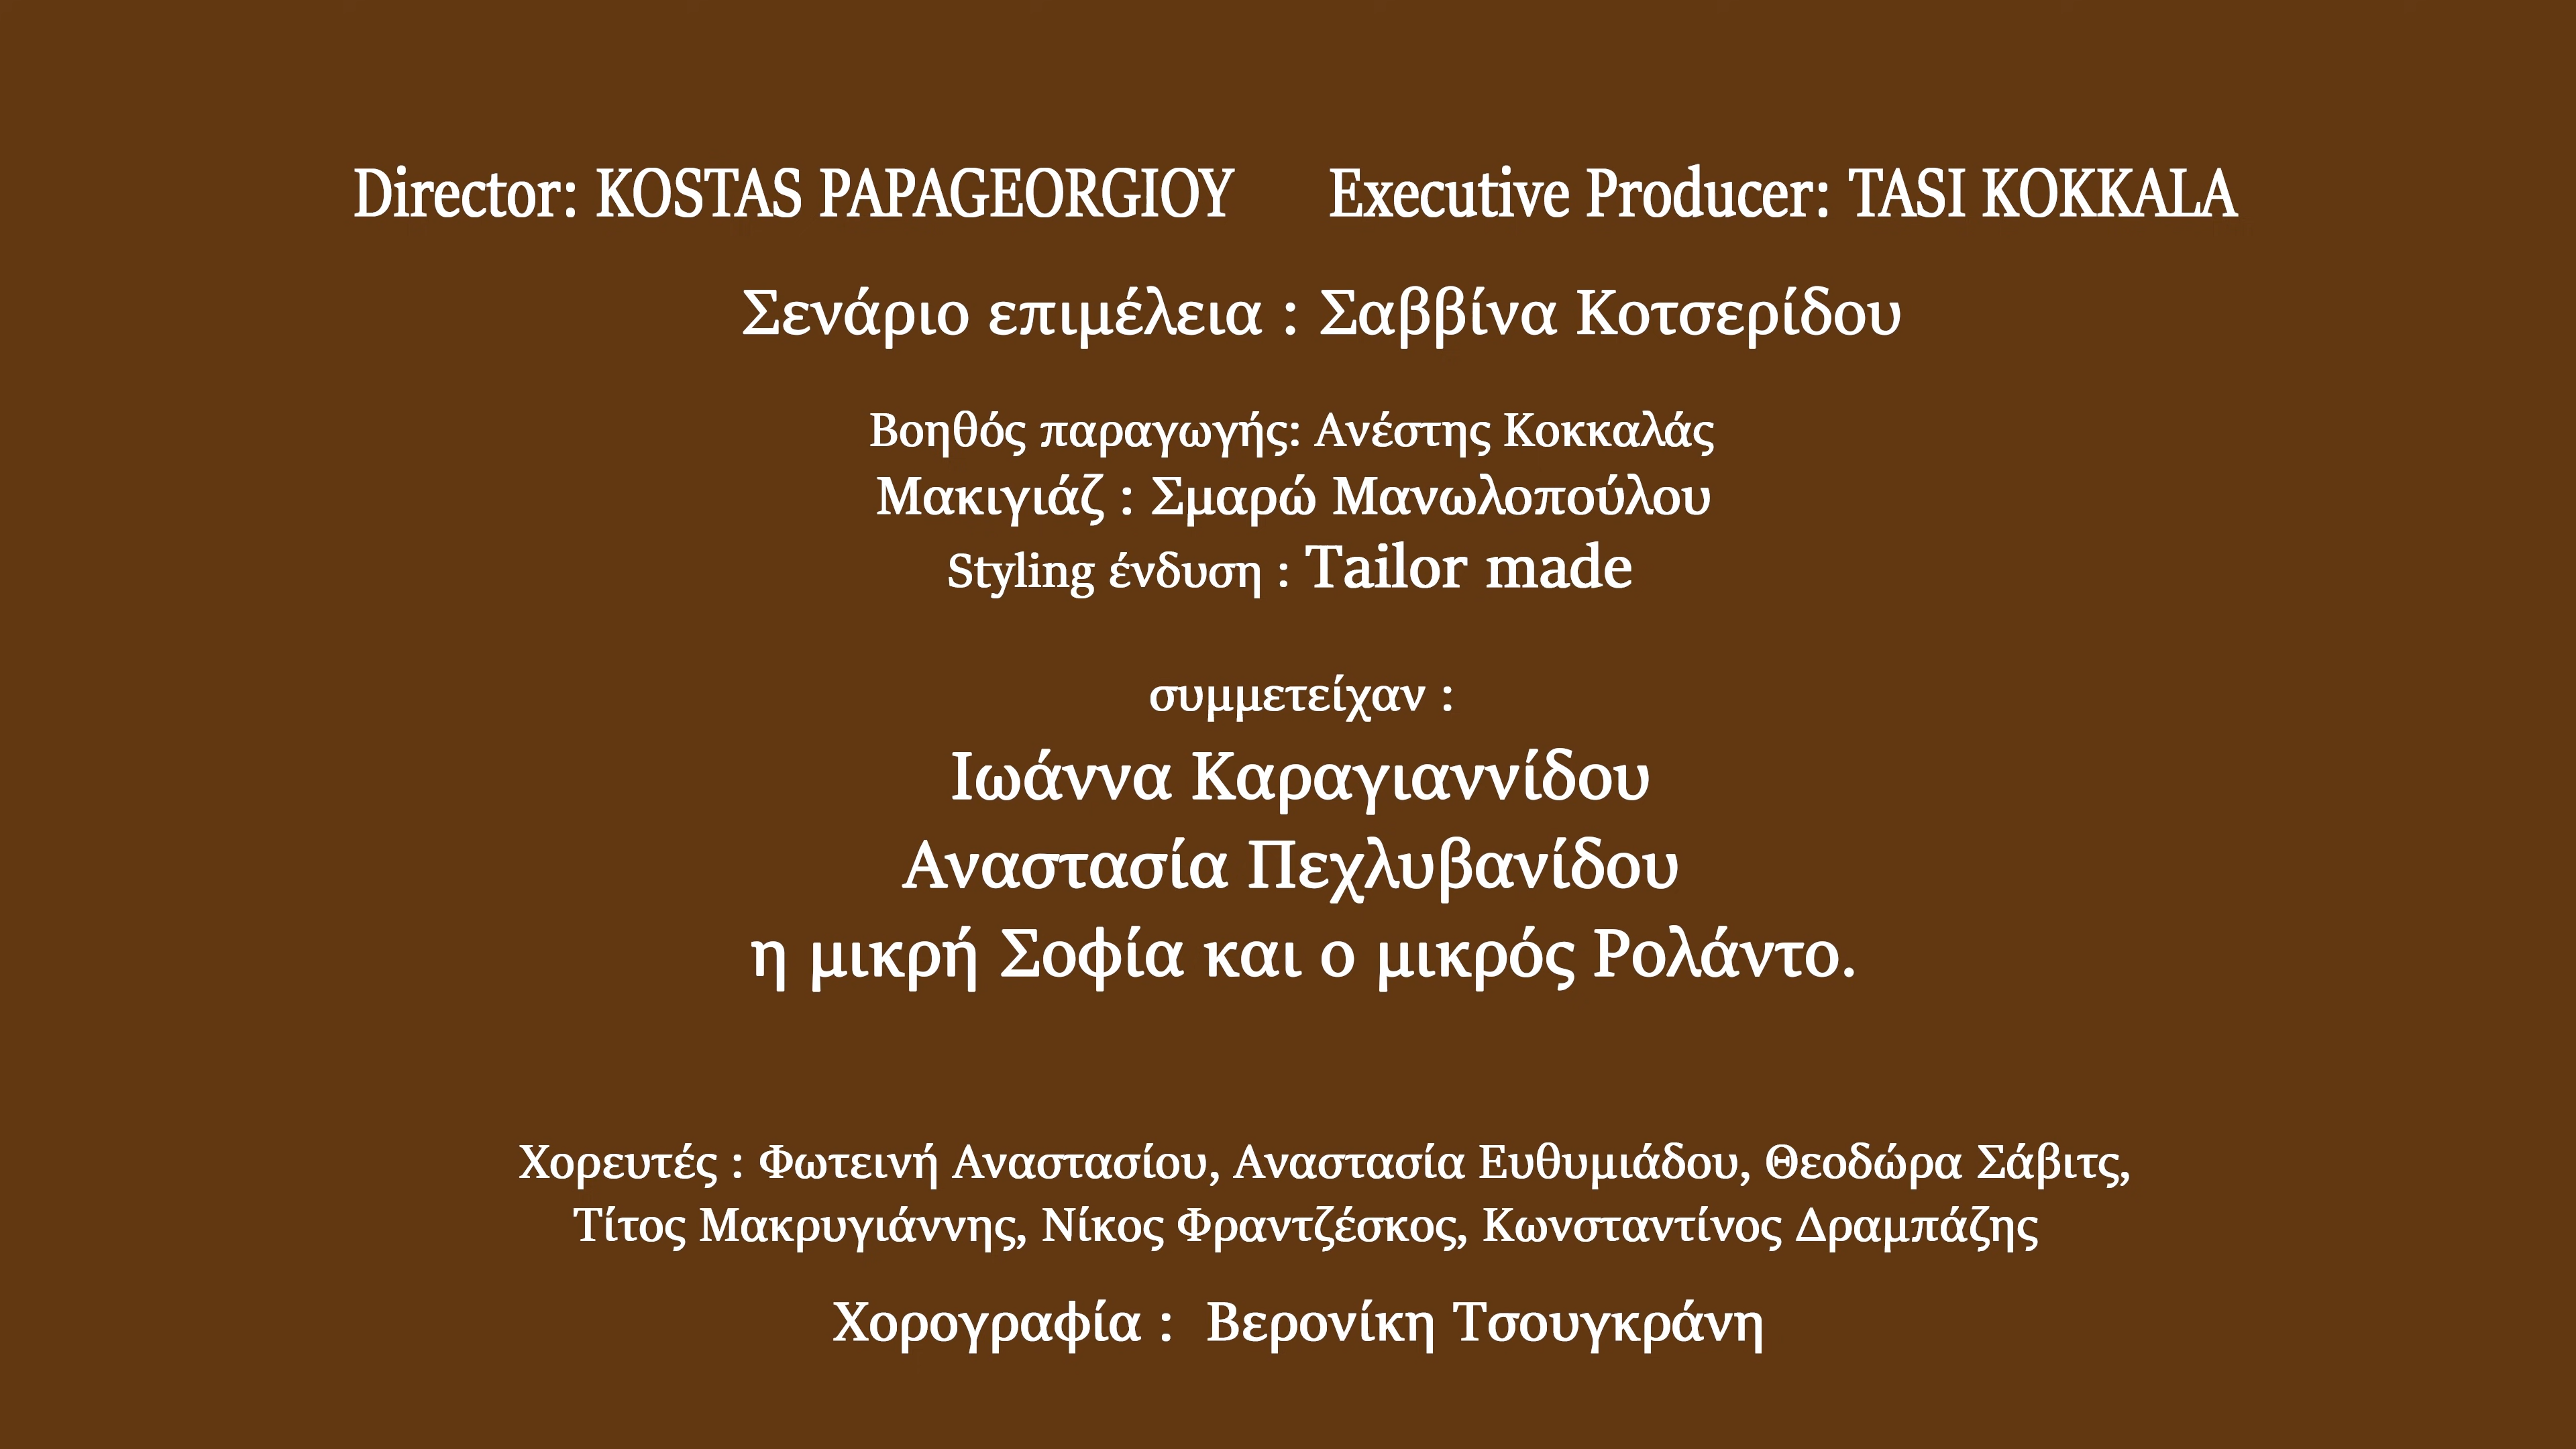 Director: KOSTAS PAPAGEORGIOY Executive Producer: TASI KOKKALA
Σενάριο επιμέλεια : Σαββίνα Κοτσερίδου
Βοηθός παραγωγής: Ανέστης Κοκκαλάς
Μακιγιάζ : Σμαρώ Μανωλοπούλου
Styling ένδυση : Tailor made
συμμετείχαν :
Ιωάννα Καραγιαννίδου
Αναστασία Πεχλυβανίδου
η μικρή Σοφία και ο μικρός Ρολάντο.
Χορευτές : Φωτεινή Αναστασίου, Αναστασία Ευθυμιάδου, Θεοδώρα Σάβιτς,
Τίτος Μακρυγιάννης, Νίκος Φραντζέσκος, Κωνσταντίνος Δραμπάζης
Χορογραφία : Βερονίκη Τσουγκράνη